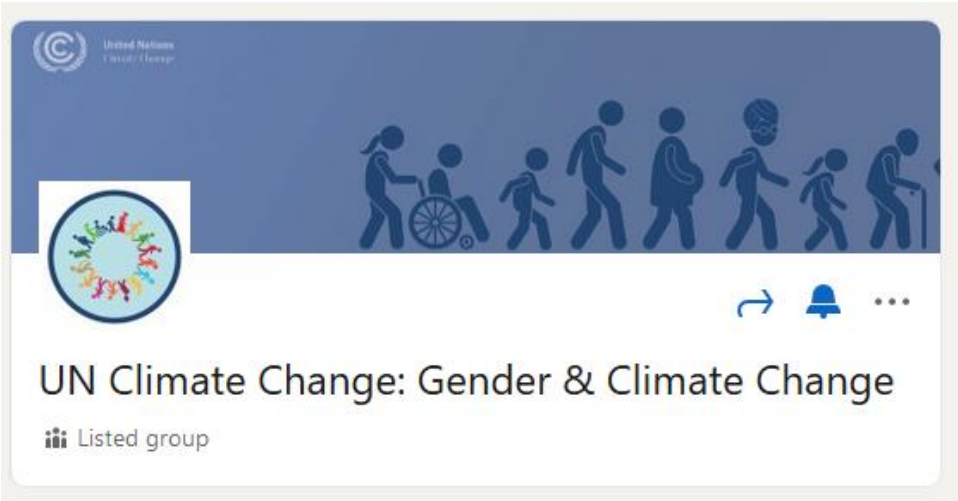 United Nations
Climate Change
UN Climate Change: Gender & Climate Change
Listed group